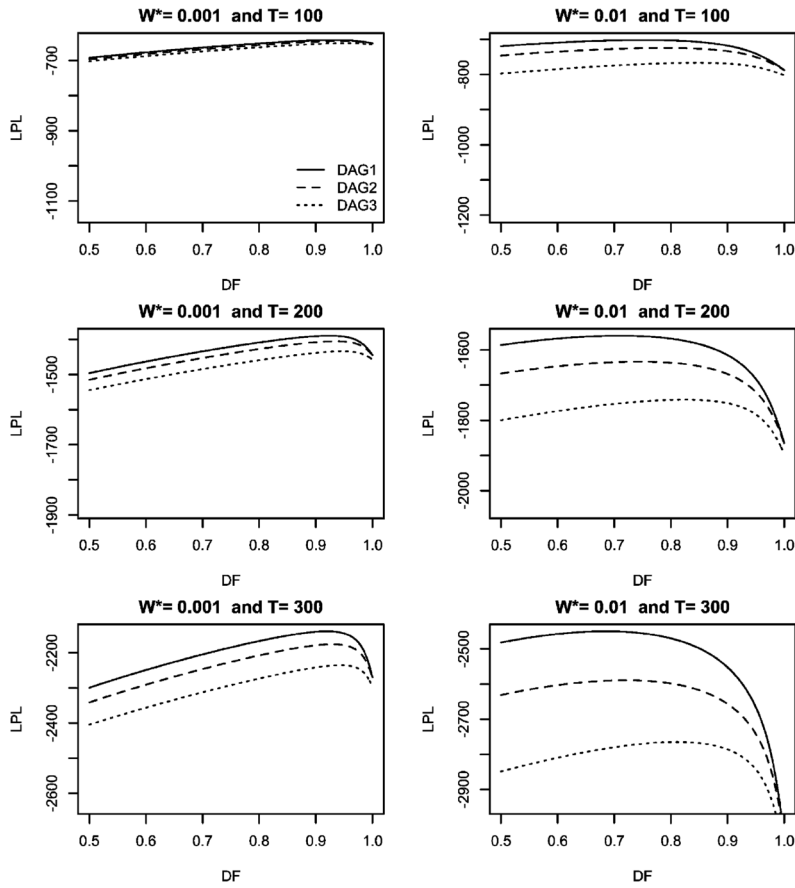 W*= 0.001 and T= 100
LPL
-700
-900
-1100
DAG1
DAG2
DAG3
0.5 0.6 0.7 0.8 0.9 1.0
DF
W*= 0.01 and T= 100
LPL
-800
-1000
-1200
0.5 0.6 0.7 0.8 0.9 1.0
DF
W*= 0.001 and T= 200
LPL
-1500
-1700
-1900
0.5 0.6 0.7 0.8 0.9 1.0
DF
W*= 0.01 and T= 200
LPL
-1600
-1800
-2000
0.5 0.6 0.7 0.8 0.9 1.0
DF
W*= 0.001 and T= 300
LPL
-2200
-2400
-2600
0.5 0.6 0.7 0.8 0.9 1.0
DF
W*= 0.01 and T= 300
LPL
-2500
-2700
-2900
0.5 0.6 0.7 0.8 0.9 1.0
DF